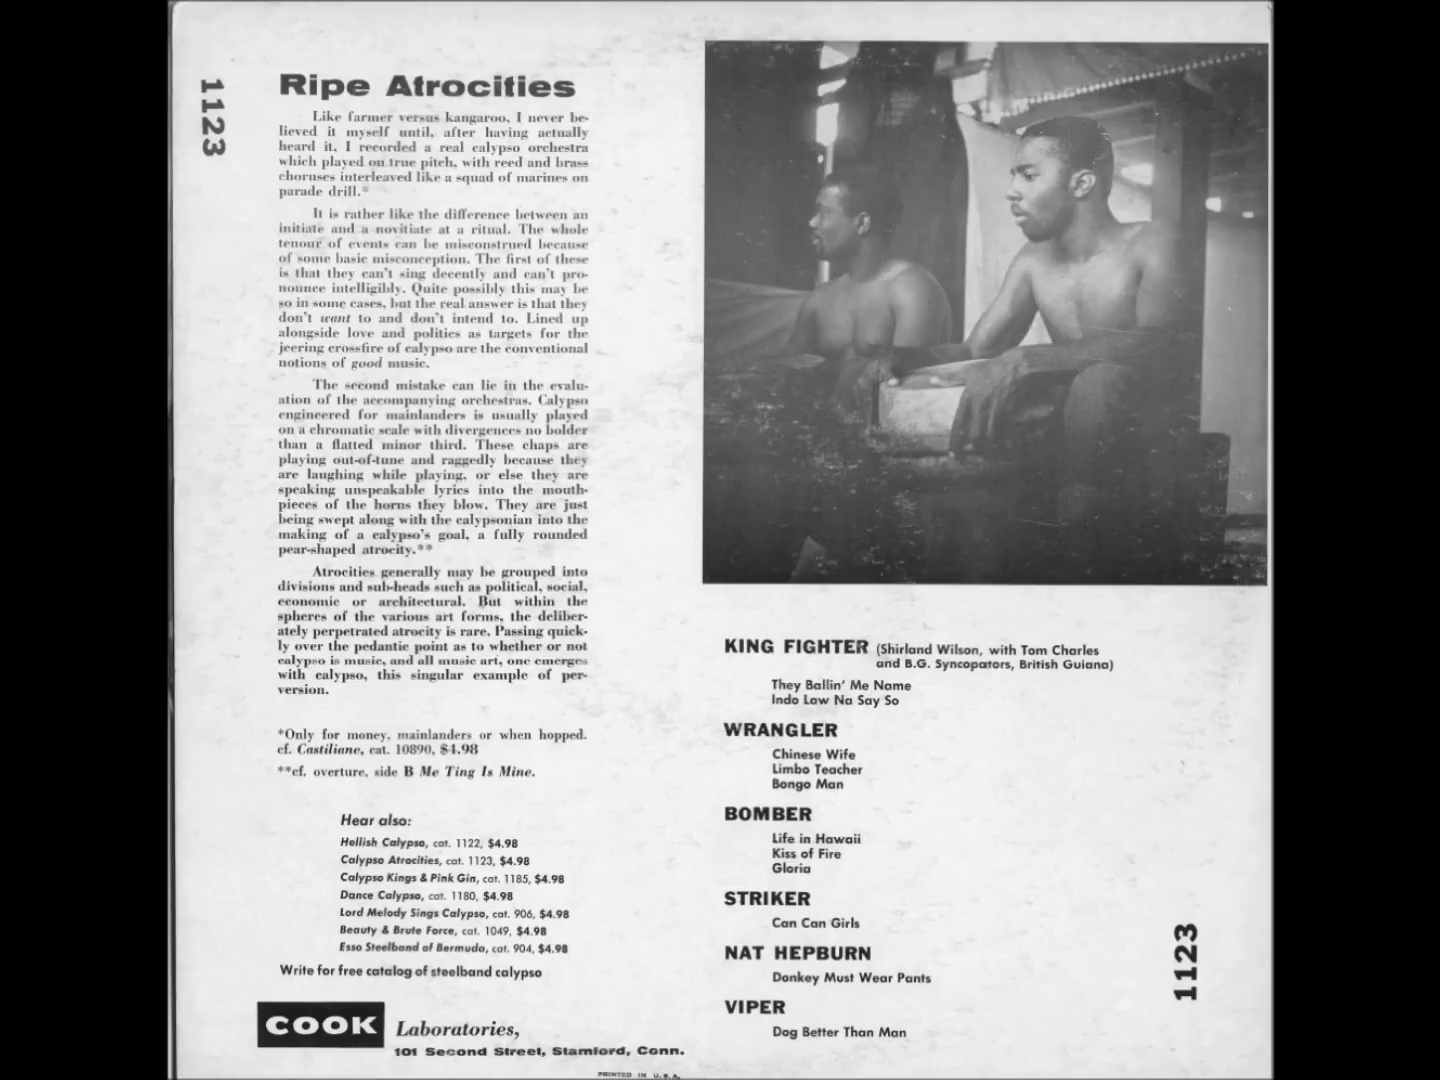 1123
Ripe Atrocities
Like farmer versus kangaroo, I never be-
lieved it myself until, after having actually
heard it, I recorded a real calypso orchestra
which played on true pitch, with reed and brass
choruses interleaved like a squad of marines on
parade drill.*
It is rather like the difference between an
initiate and a novitiate at a ritual. The whole
tenour of events can be misconstrued because
of some basic misconception. The first of these
is that they can't sing decently and can't pro-
nounce intelligibly. Quite possibly this may be
so in some cases, but the real answer is that they
don't want to and don't intend to. Lined up
alongside love and politics as targets for the
jeering crossfire of calypso are the conventional
notions of good music.
The second mistake can lie in the evalu-
ation of the accompanying orchestras. Calypso
engineered for mainlanders is usually played
on a chromatic scale with divergences no bolder
than a flatted minor third. These chaps are
playing out-of-tune and raggedly because they
are laughing while playing, or else they are
speaking unspeakable lyrics into the mouth-
pieces of the horns they blow. They are just
being swept along with the calypsonian into the
making of a calypso's goal, a fully rounded
pear-shaped atrocity.**
Atrocities generally may be grouped into
divisions and sub-heads such as political, social,
economic or architectural. But within the
spheres of the various art forms, the deliber-
ately perpetrated atrocity is rare. Passing quick-
ly over the pedantic point as to whether or not
calypso is music, and all music art, one emerges
with calypso, this singular example of per-
version.
*Only for money, mainlanders or when hopped.
cf. Castiliane, cat. 10890, $4.98
**cf. overture, side B Me Ting Is Mine.
Hear also:
Hellish Calypso, cat. 1122, $4.98
Calypso Atrocities, cat. 1123, $4.98
Calypso Kings & Pink Gin, cat. 1185, $4.98
Dance Calypso, cat. 1180, $4.98
Lord Melody Sings Calypso, cat. 906, $4.98
Beauty & Brute Force, cat. 1049, $4.98
Esso Steelband of Bermuda, cat. 904, $4.98
Write for free catalog of steelband calypso
COOK Laboratories,
101 Second Street, Stamford, Conn.
PRINTED IN U.S.A.
KING FIGHTER (Shirland Wilson, with Tom Charles
and B.G. Syncopators, British Guiana)
They Ballin' Me Name
Indo Law Na Say So
WRANGLER
Chinese Wife
Limbo Teacher
Bongo Man
BOMBER
Life in Hawaii
Kiss of Fire
Gloria
STRIKER
Can Can Girls
NAT HEPBURN
Donkey Must Wear Pants
VIPER
Dog Better Than Man
1123